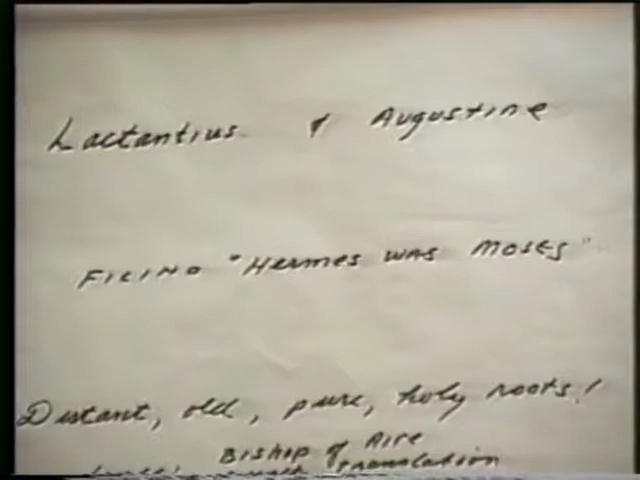 Lactantius & Augustine
FICINO "Hermes was Moses"
Distant, old, pure, holy roots!
Bishop of Aire
translation